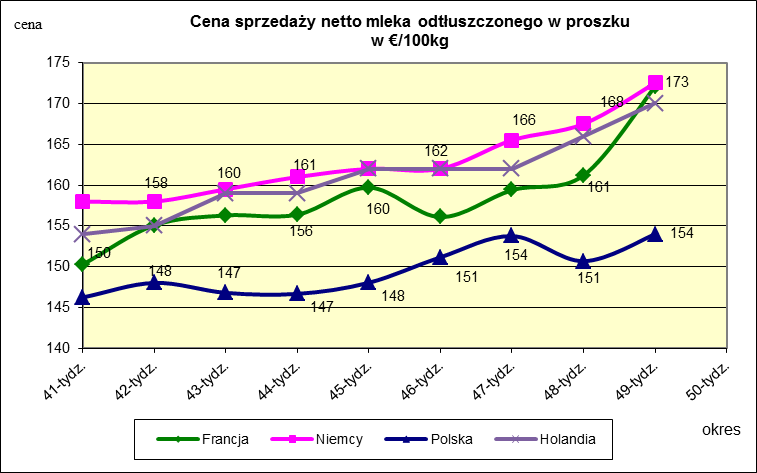 cena
Cena sprzedaży netto mleka odtłuszczonego w proszku
w €/100kg
175
170
165
160
155
150
145
140
158
160
161
162
166
168
173
150
156
160
161
148
147
147
148
151
154
151
154
41-tydz.
42-tydz.
43-tydz.
44-tydz.
45-tydz.
46-tydz.
47-tydz.
48-tydz.
49-tydz.
50-tydz.
okres
Francja Niemcy Polska Holandia